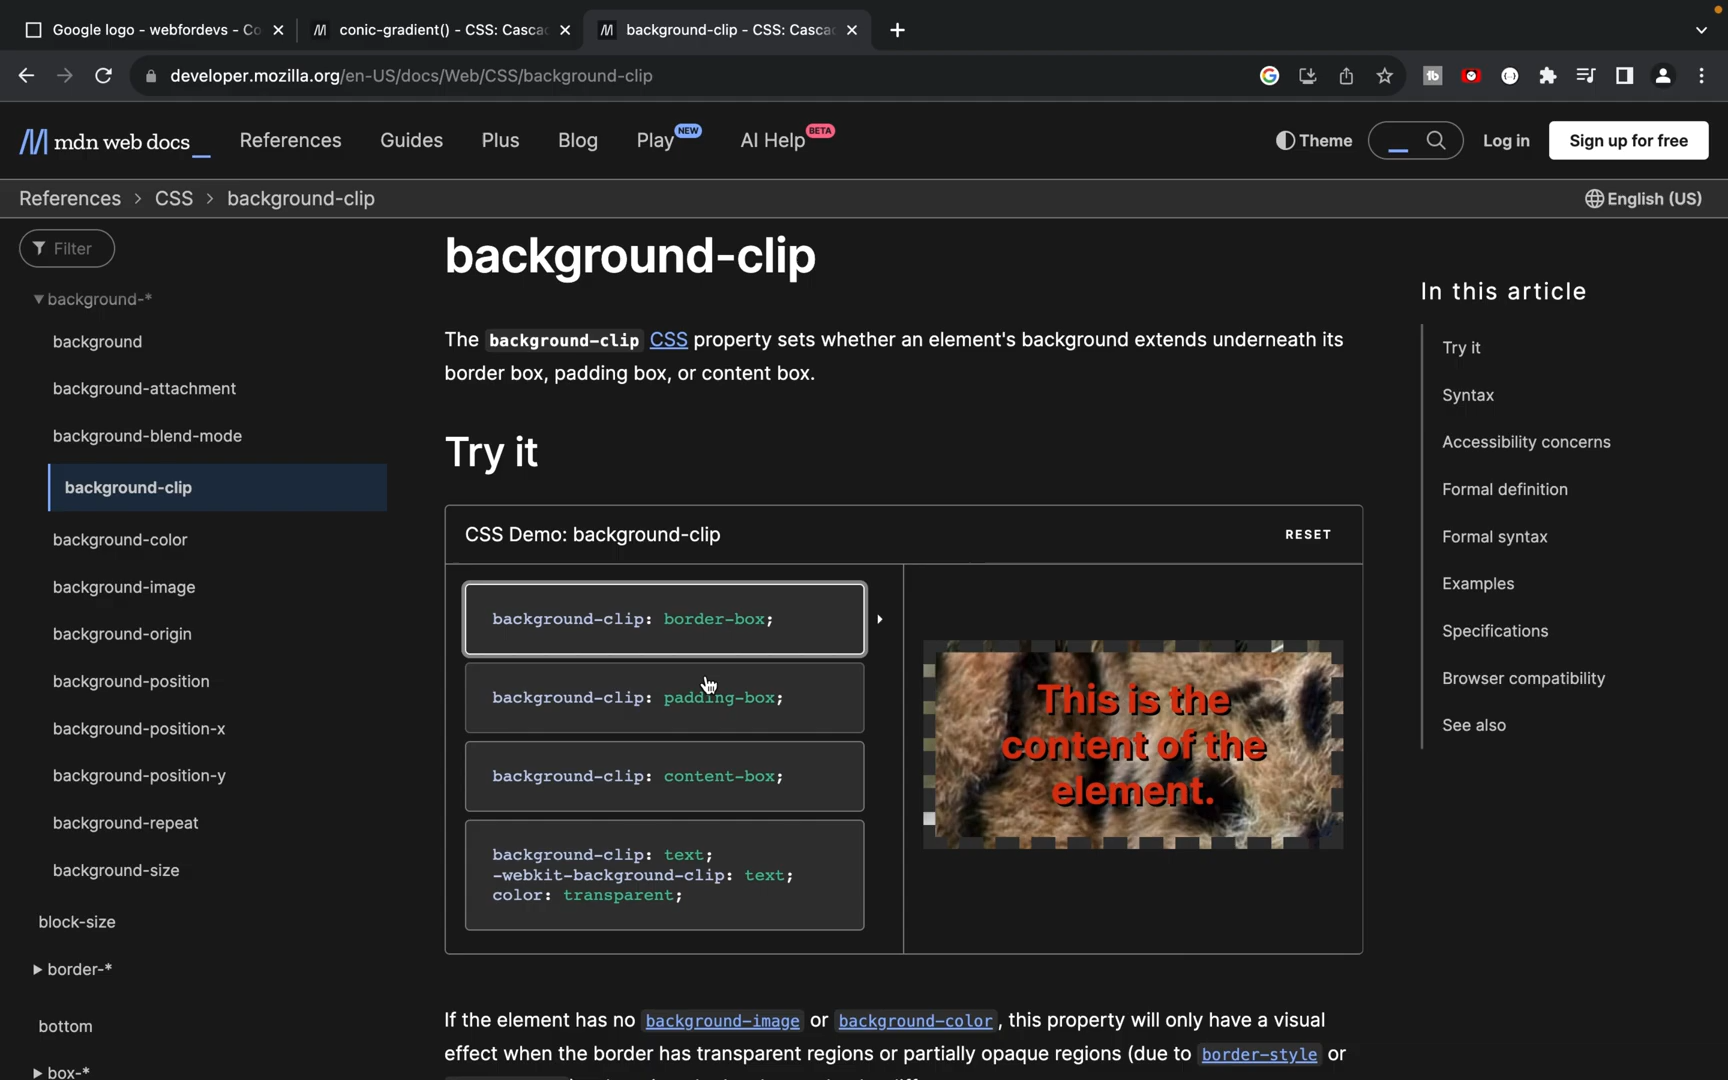 Google logo - webfordevs - Co
conic-gradient() - CSS: Casca
background-clip - CSS: Casca
developer.mozilla.org/en-US/docs/Web/CSS/background-clip
mdn web docs_
References
Guides
Plus
Blog
Play NEW
AI Help BETA
Theme
Log in
Sign up for free
References > CSS > background-clip
English (US)
Filter
background-*
background
background-attachment
background-blend-mode
background-clip
background-color
background-image
background-origin
background-position
background-position-x
background-position-y
background-repeat
background-size
block-size
border-*
bottom
box-*
background-clip
The background-clip CSS property sets whether an element's background extends underneath its
border box, padding box, or content box.
Try it
CSS Demo: background-clip
RESET
background-clip: border-box;
background-clip: padding-box;
background-clip: content-box;
background-clip: text;
-webkit-background-clip: text;
color: transparent;
This is the
content of the
element.
If the element has no background-image or background-color, this property will only have a visual
effect when the border has transparent regions or partially opaque regions (due to border-style or
In this article
Try it
Syntax
Accessibility concerns
Formal definition
Formal syntax
Examples
Specifications
Browser compatibility
See also